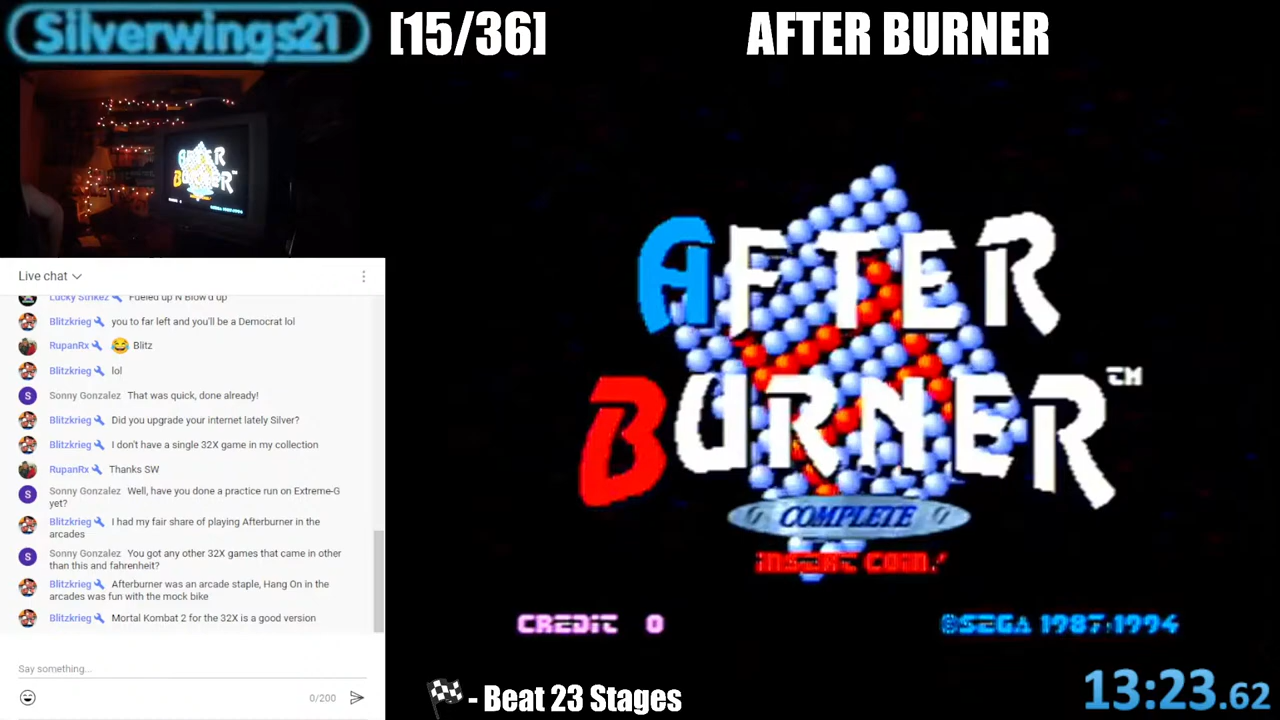 Silverwings21
[15/36]
AFTER BURNER
AFTER
BURNER
Live chat
Lucky Strikez Fueled up N Blow'd up
Blitzkrieg you to far left and you'll be a Democrat lol
RupanRx 😂 Blitz
Blitzkrieg lol
S Sonny Gonzalez That was quick, done already!
Blitzkrieg Did you upgrade your internet lately Silver?
Blitzkrieg I don't have a single 32X game in my collection
RupanRx Thanks SW
S Sonny Gonzalez Well, have you done a practice run on Extreme-G
yet?
Blitzkrieg I had my fair share of playing Afterburner in the
arcades
S Sonny Gonzalez You got any other 32X games that came in other
than this and fahrenheit?
Blitzkrieg Afterburner was an arcade staple, Hang On in the
arcades was fun with the mock bike
Blitzkrieg Mortal Kombat 2 for the 32X is a good version
Say something...
0/200
AFTER
BURNER™
COMPLETE
INSERT COIN!
CREDIT 0
©SEGA 1987,1994
- Beat 23 Stages
13:23.62